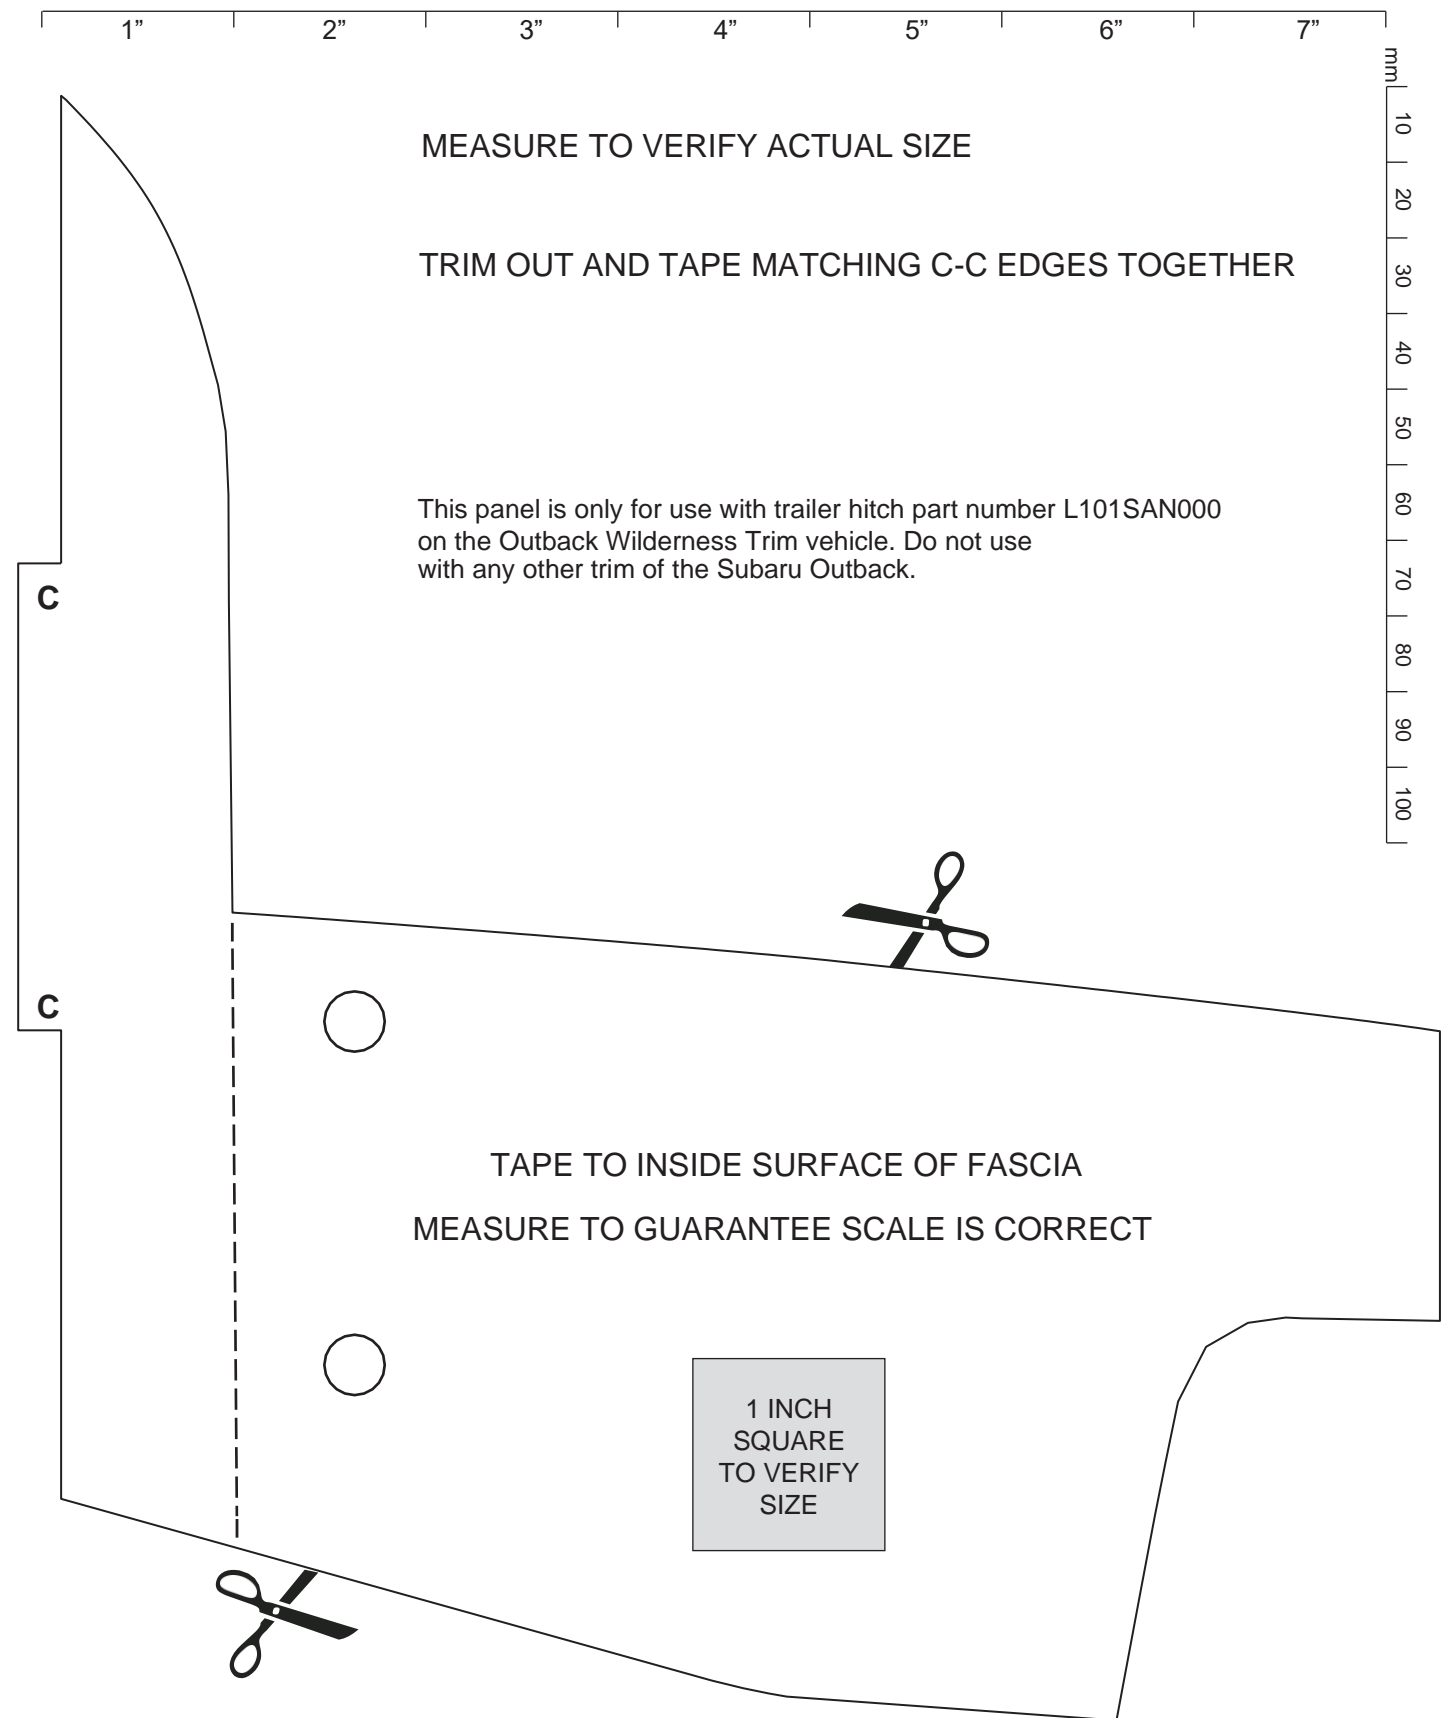 1” 2” 3” 4” 5” 6” 7”
mm
10
20
30
40
50
60
70
80
90
100
MEASURE TO VERIFY ACTUAL SIZE
TRIM OUT AND TAPE MATCHING C-C EDGES TOGETHER
This panel is only for use with trailer hitch part number L101SAN000
on the Outback Wilderness Trim vehicle. Do not use
with any other trim of the Subaru Outback.
C
C
TAPE TO INSIDE SURFACE OF FASCIA
MEASURE TO GUARANTEE SCALE IS CORRECT
1 INCH
SQUARE
TO VERIFY
SIZE